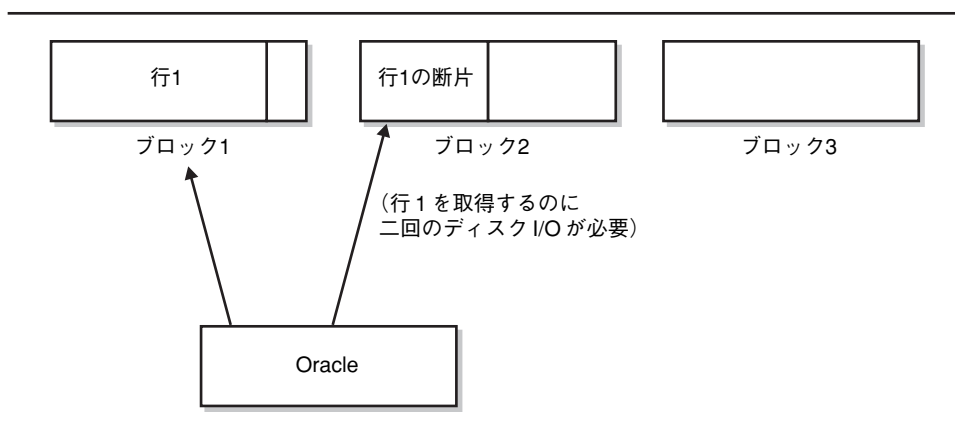 行1
行1の断片
ブロック1
ブロック2
ブロック3
（行1を取得するのに
二回のディスクI/Oが必要）
Oracle